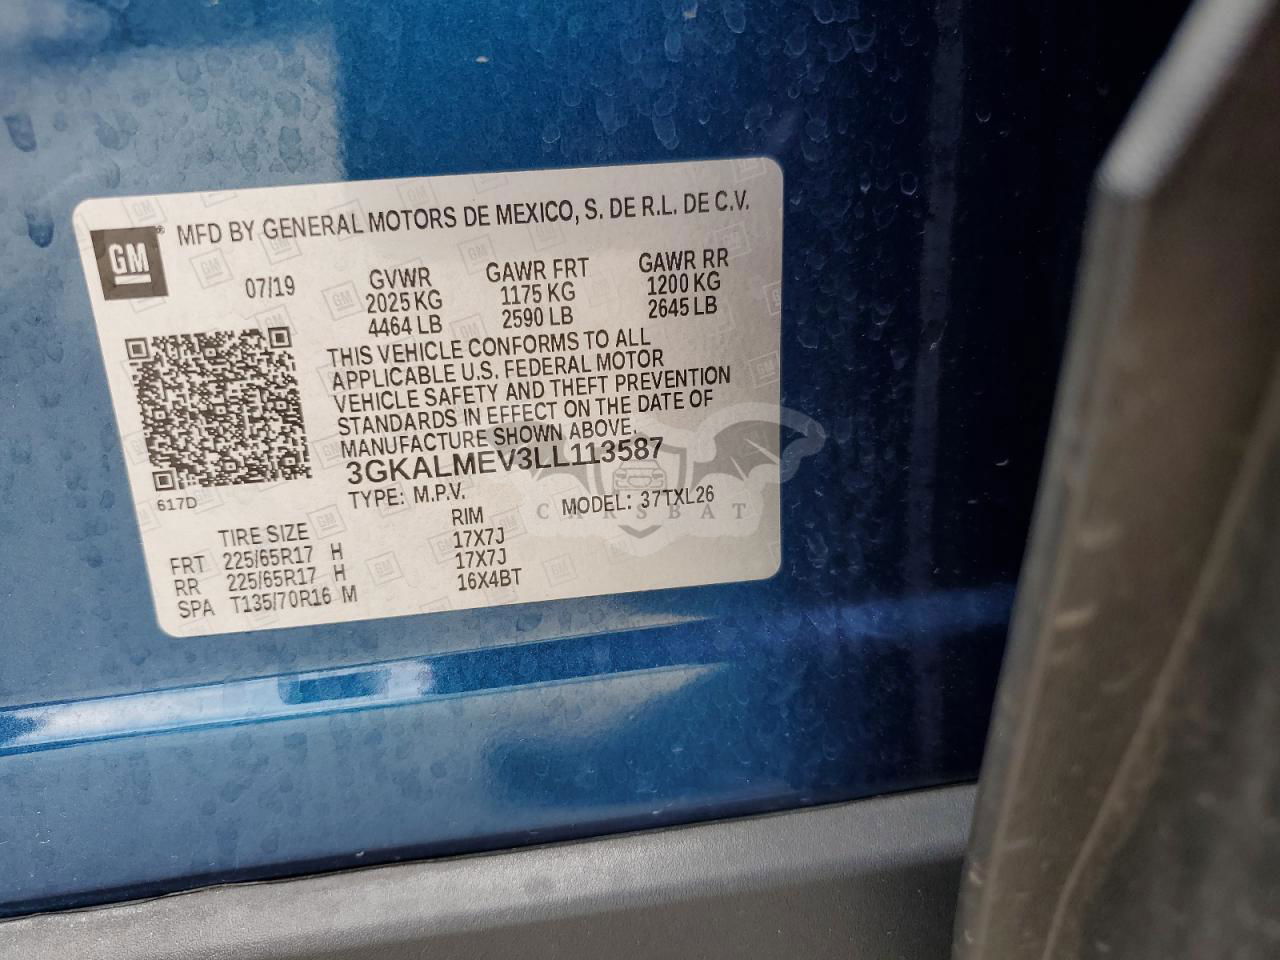 MFD BY GENERAL MOTORS DE MEXICO, S. DE R.L. DE C.V.
GM
07/19
GVWR GAWR FRT GAWR RR
2025 KG 1175 KG 1200 KG
4464 LB 2590 LB 2645 LB
THIS VEHICLE CONFORMS TO ALL
APPLICABLE U.S. FEDERAL MOTOR
VEHICLE SAFETY AND THEFT PREVENTION
STANDARDS IN EFFECT ON THE DATE OF
MANUFACTURE SHOWN ABOVE.
3GKALMEV3LL113587
617D
TYPE: M.P.V. MODEL: 37TXL26
CARSBAT
TIRE SIZE RIM
FRT 225/65R17 H 17X7J
RR 225/65R17 H 17X7J
SPA T135/70R16 M 16X4BT